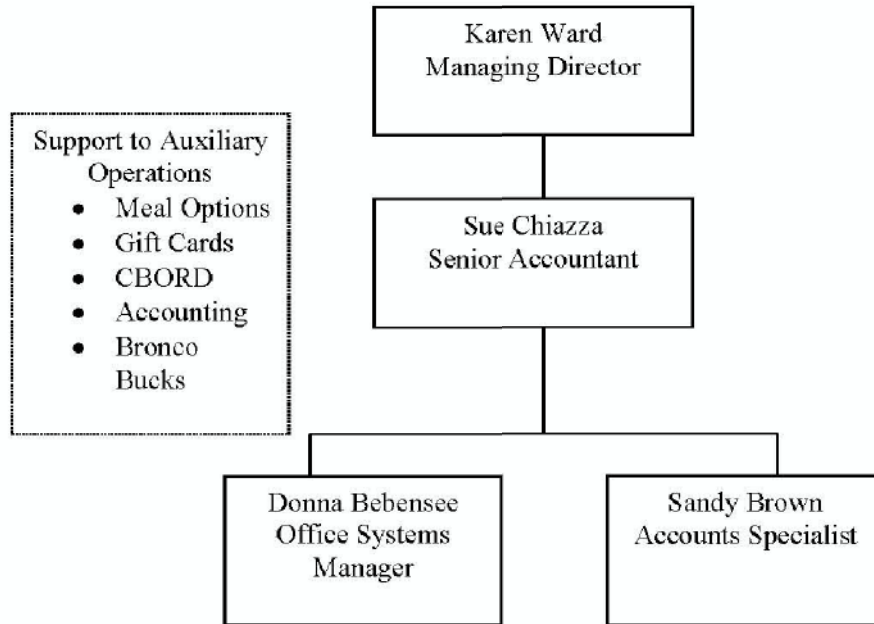 Karen Ward
Managing Director
Support to Auxiliary
Operations
• Meal Options
• Gift Cards
• CBORD
• Accounting
• Bronco
Bucks
Sue Chiazza
Senior Accountant
Donna Bebensee
Office Systems
Manager
Sandy Brown
Accounts Specialist